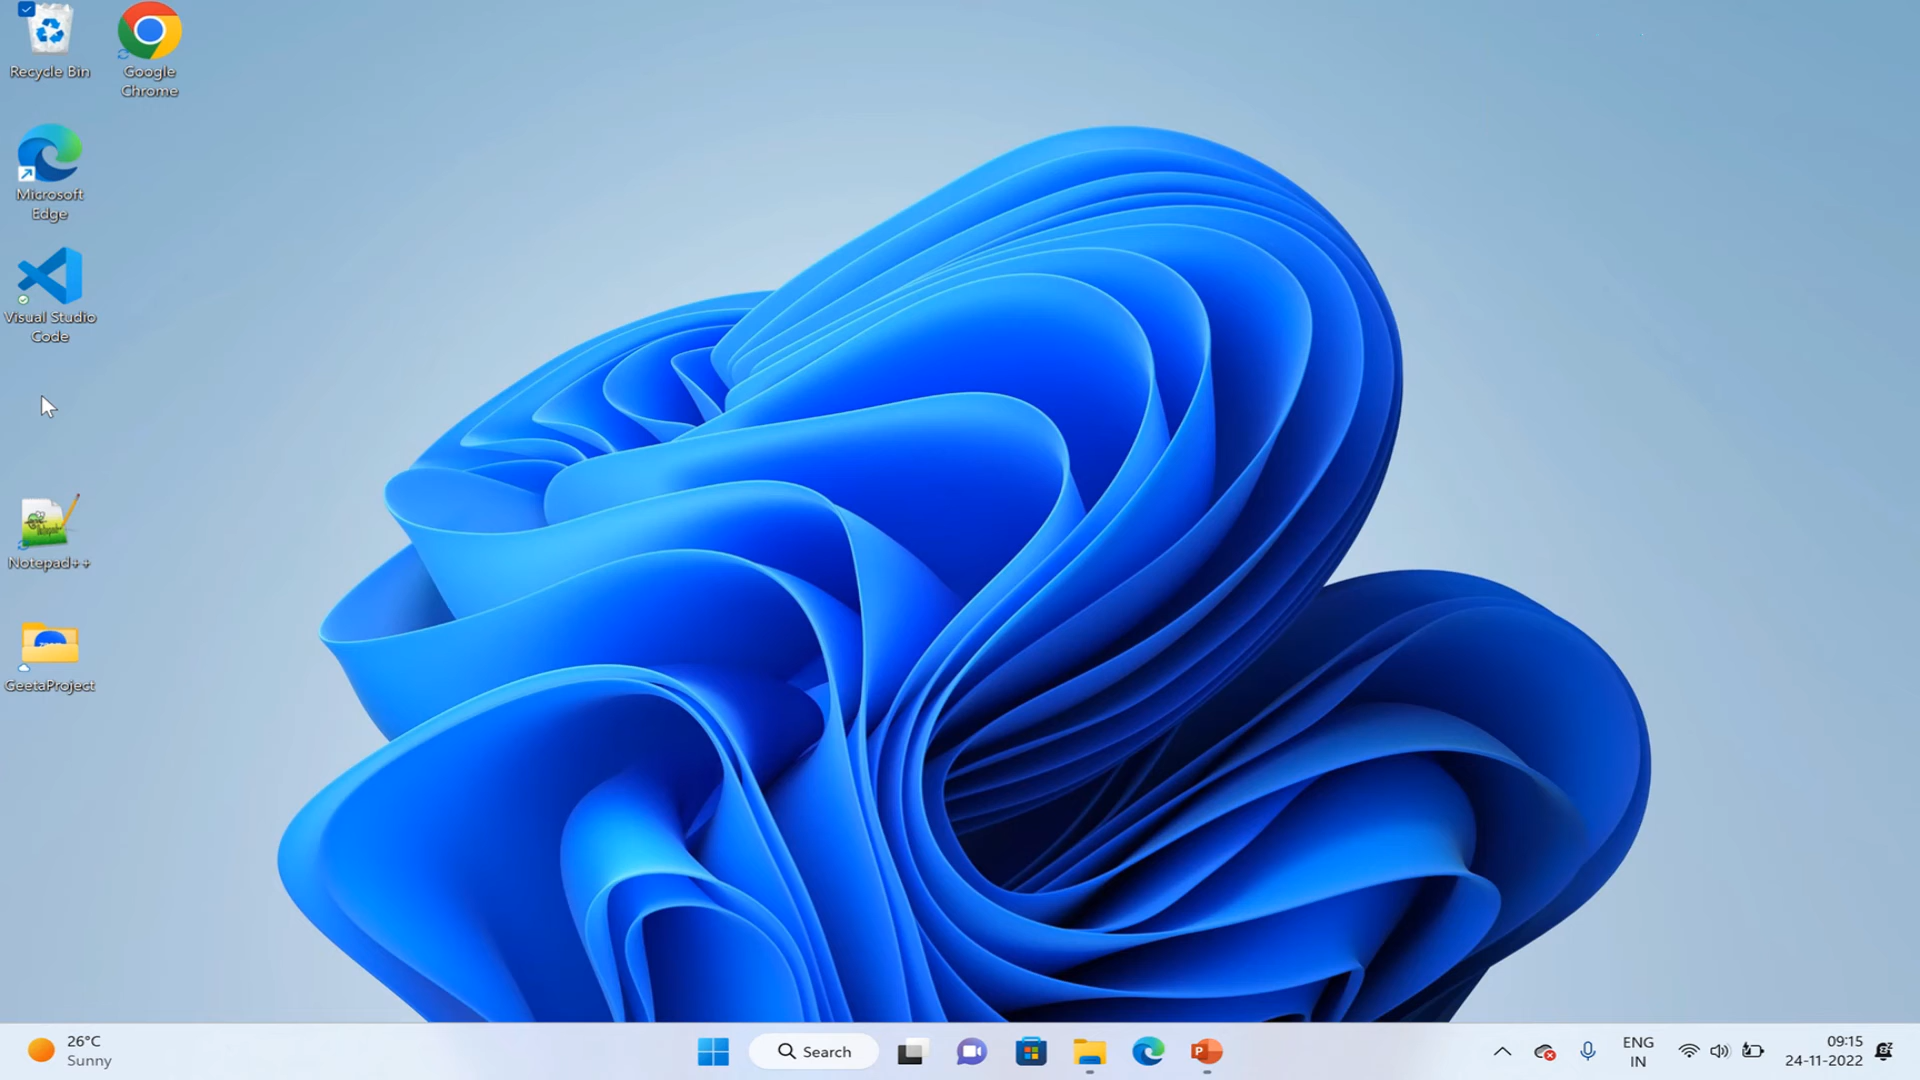 Recycle Bin
Google
Chrome
Microsoft
Edge
Visual Studio
Code
Notepad++
GeetaProject
26°C
Sunny
Search
P
ENG
IN
09:15
24-11-2022